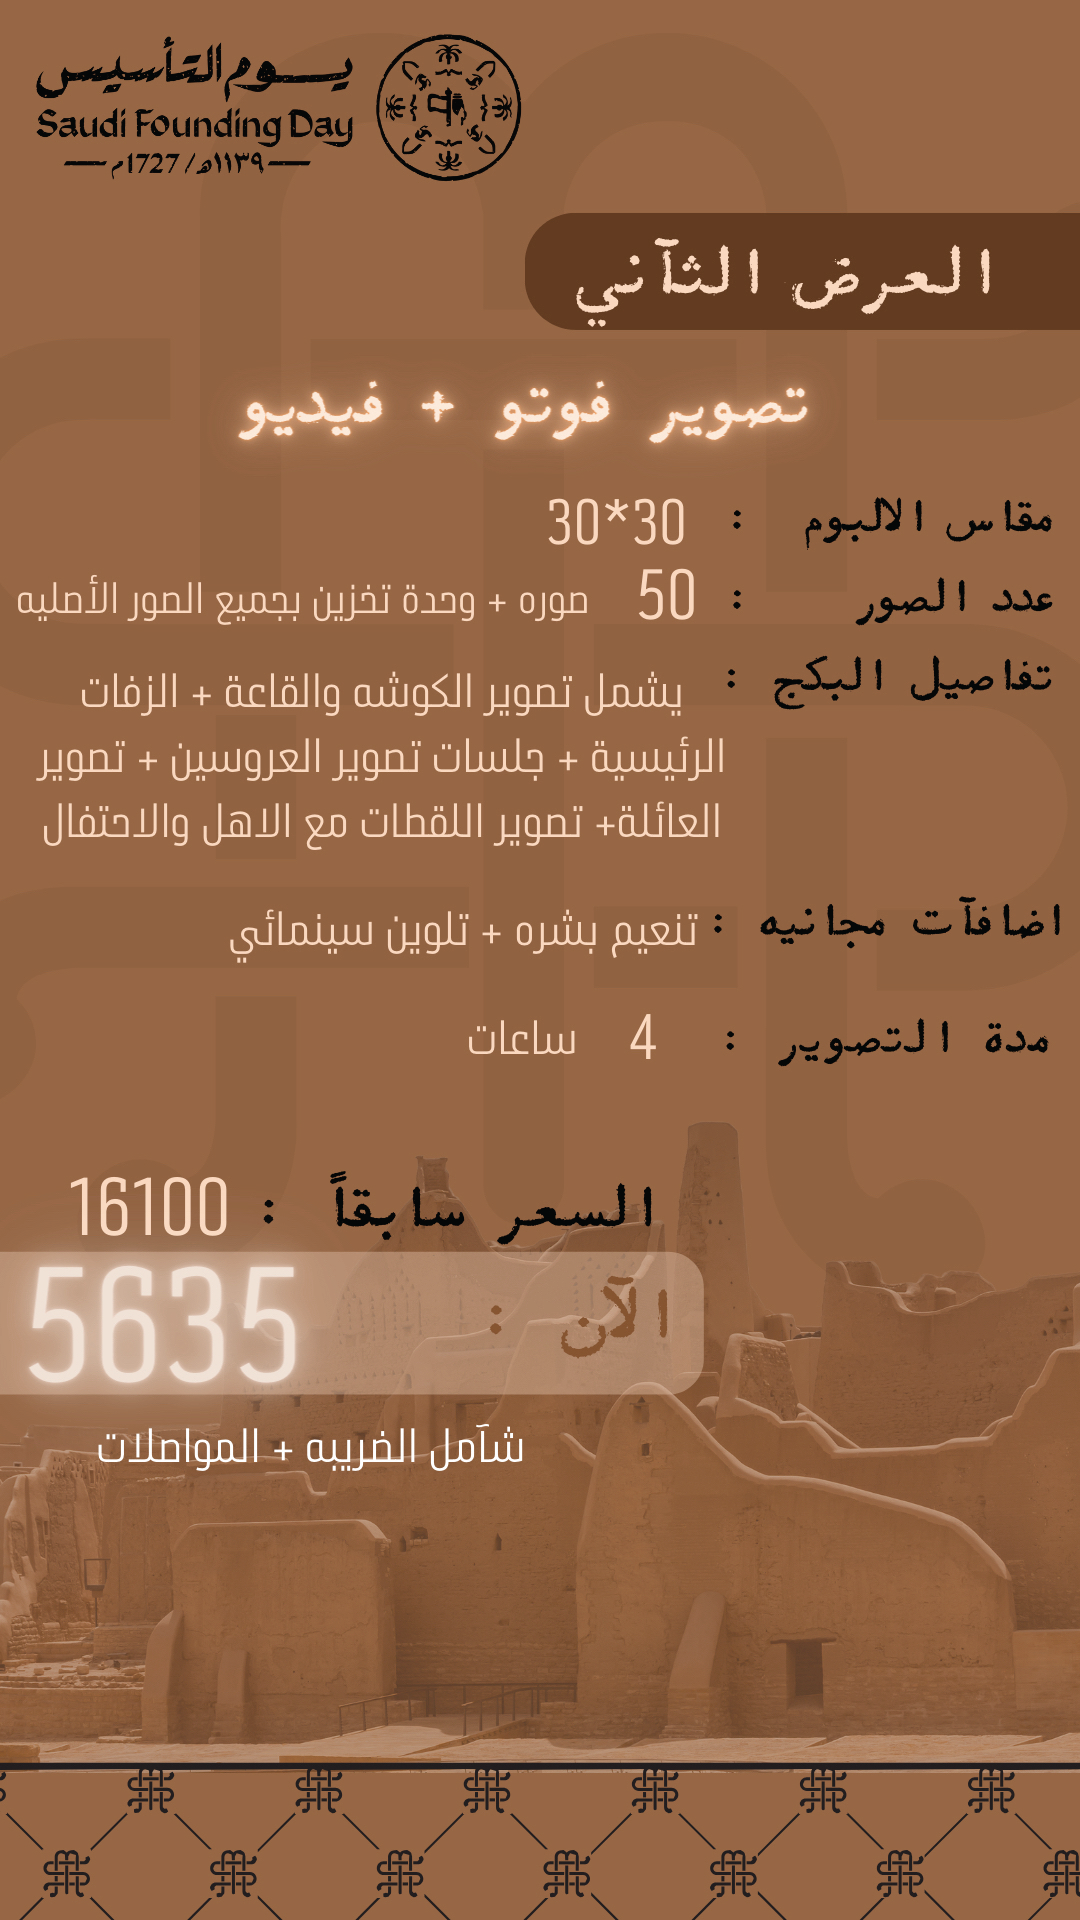 يوم التأسيس
Saudi Founding Day
١١٣٩هـ / 1727م
العرض الثآني
تصوير فوتو + فيديو
مقاس الالبوم : 30*30
عدد الصور : 50 صوره + وحدة تخزين بجميع الصور الأصليه
تفاصيل البكج : يشمل تصوير الكوشه والقاعة + الزفات
الرئيسية + جلسات تصوير العروسين + تصوير
العائلة+ تصوير اللقطات مع الاهل والاحتفال
اضافآت مجانيه : تنعيم بشره + تلوين سينمائي
مدة التصوير : 4 ساعات
السعر سابقاً : 16100
الآن : 5635
شآمل الضريبه + المواصلات